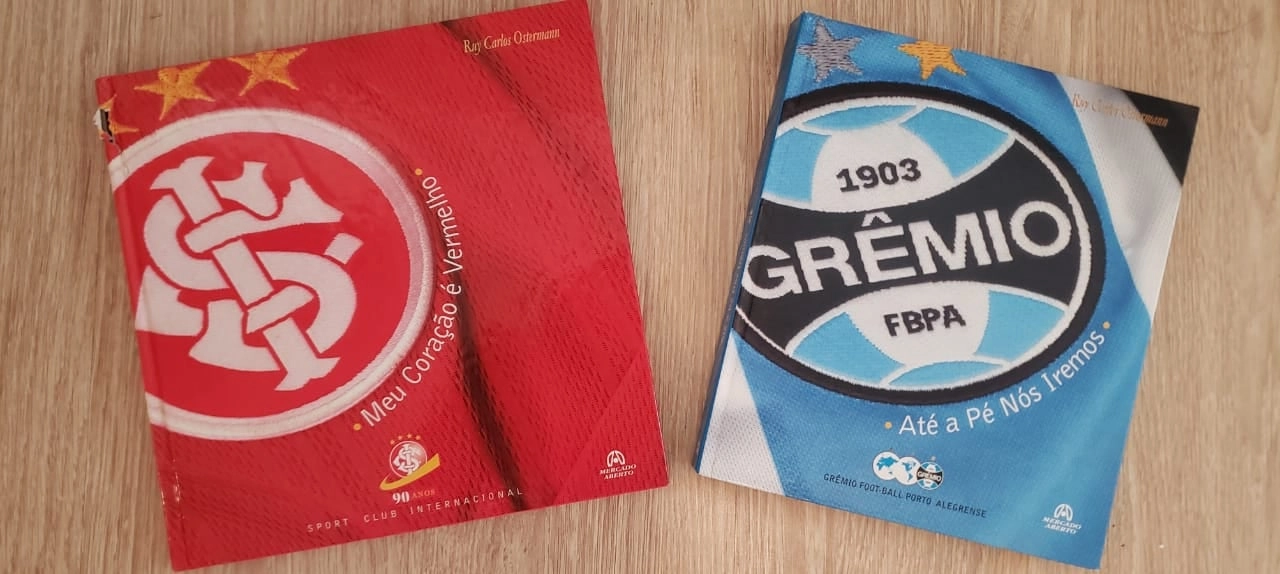 Ruy Carlos Ostermann
Meu Coração é Vermelho
90 ANOS
SPORT CLUB INTERNACIONAL
MERCADO
ABERTO
Ruy Carlos Ostermann
1903
GRÊMIO
FBPA
Até a Pé Nós Iremos
GRÊMIO
GRÊMIO FOOT-BALL PORTO ALEGRENSE
MERCADO
ABERTO